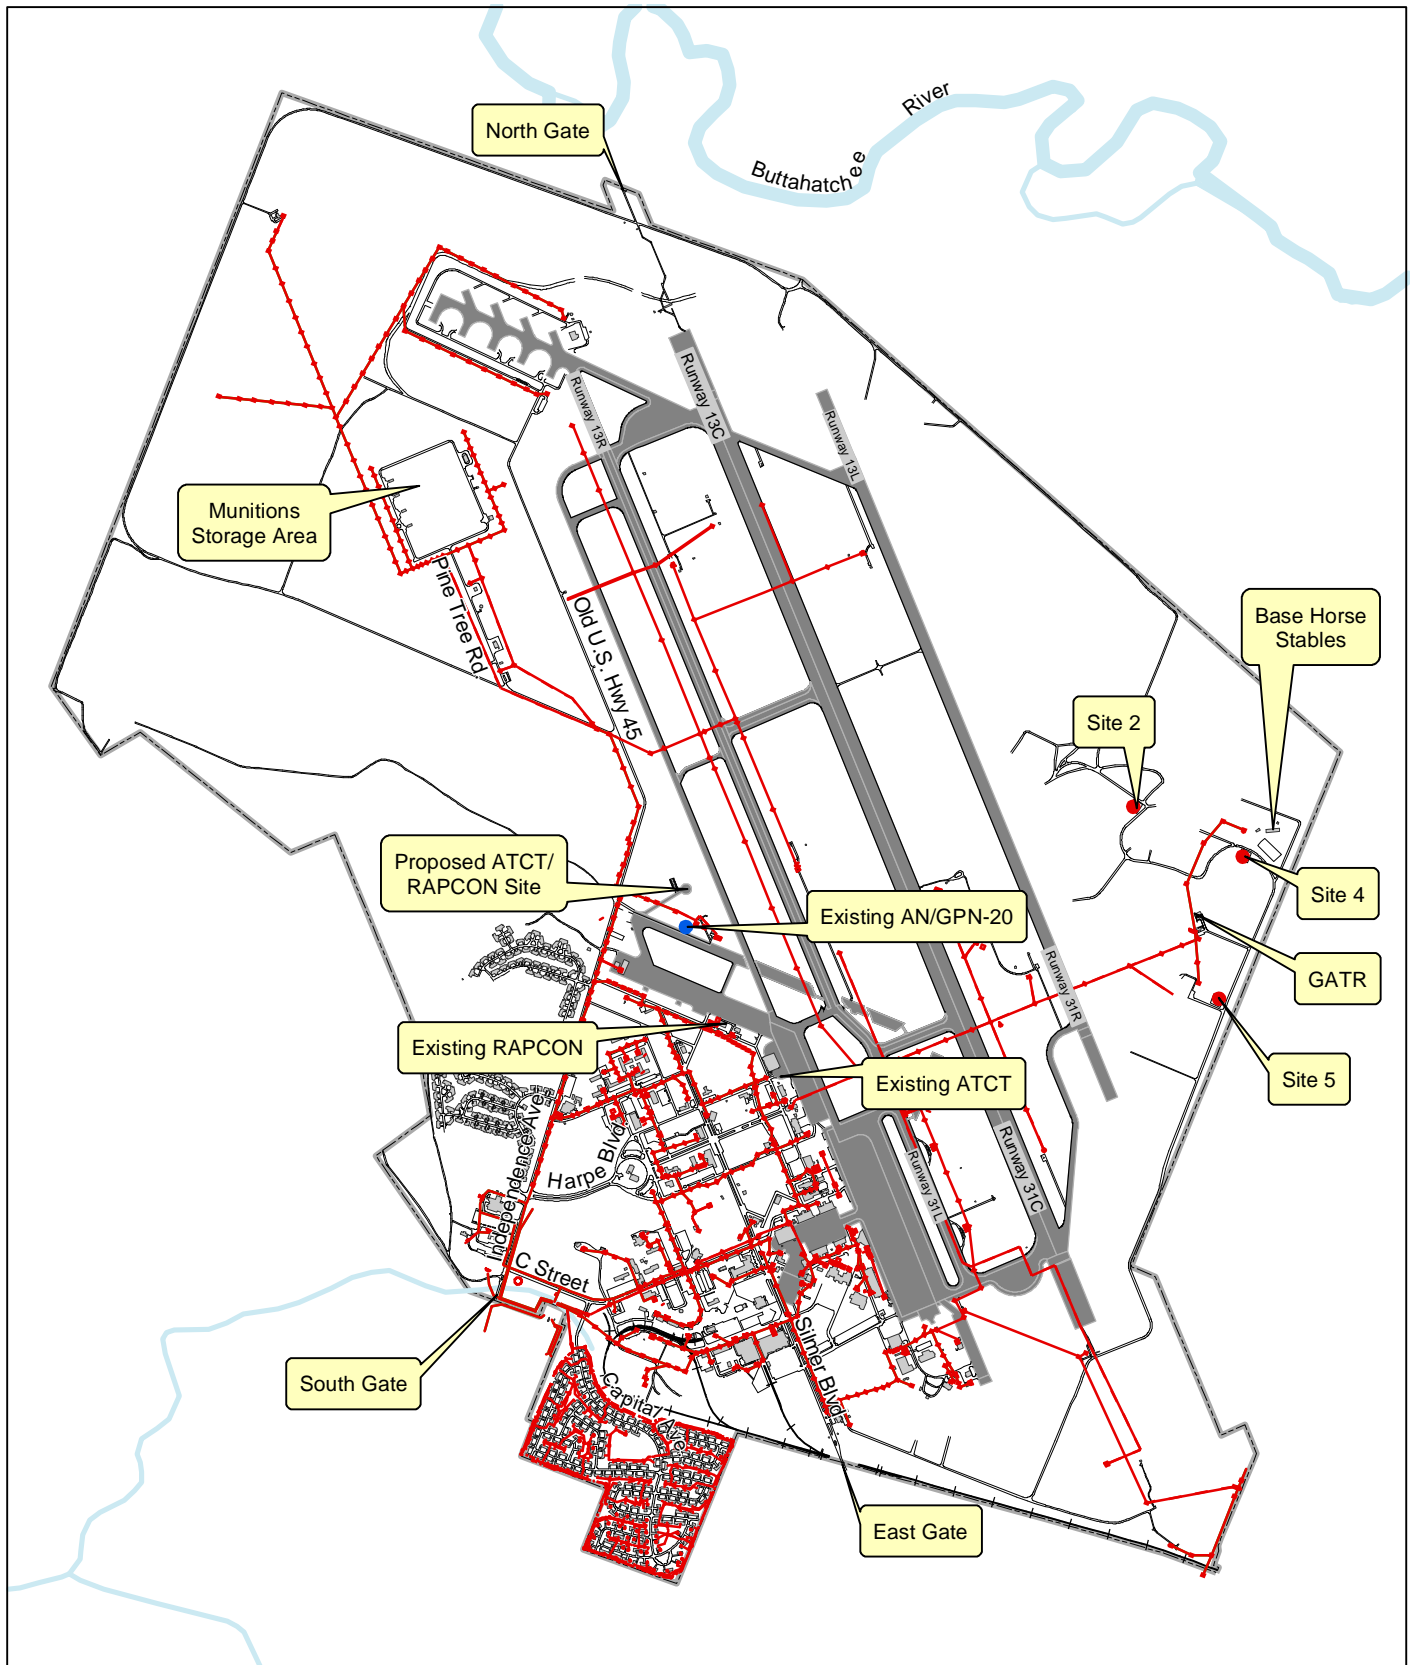 River
Buttahatchee
North Gate
Runway 13C
Runway 13R
Runway 13L
Munitions
Storage Area
Pine Tree Rd.
Old U.S. Hwy 45
Base Horse
Stables
Site 2
Proposed ATCT/
RAPCON Site
Existing AN/GPN-20
Site 4
GATR
Runway 31R
Existing RAPCON
Existing ATCT
Site 5
Independence Ave.
Harpe Blvd.
Runway 31L
Runway 31C
C Street
Silmer Blvd.
South Gate
Capital Ave.
East Gate